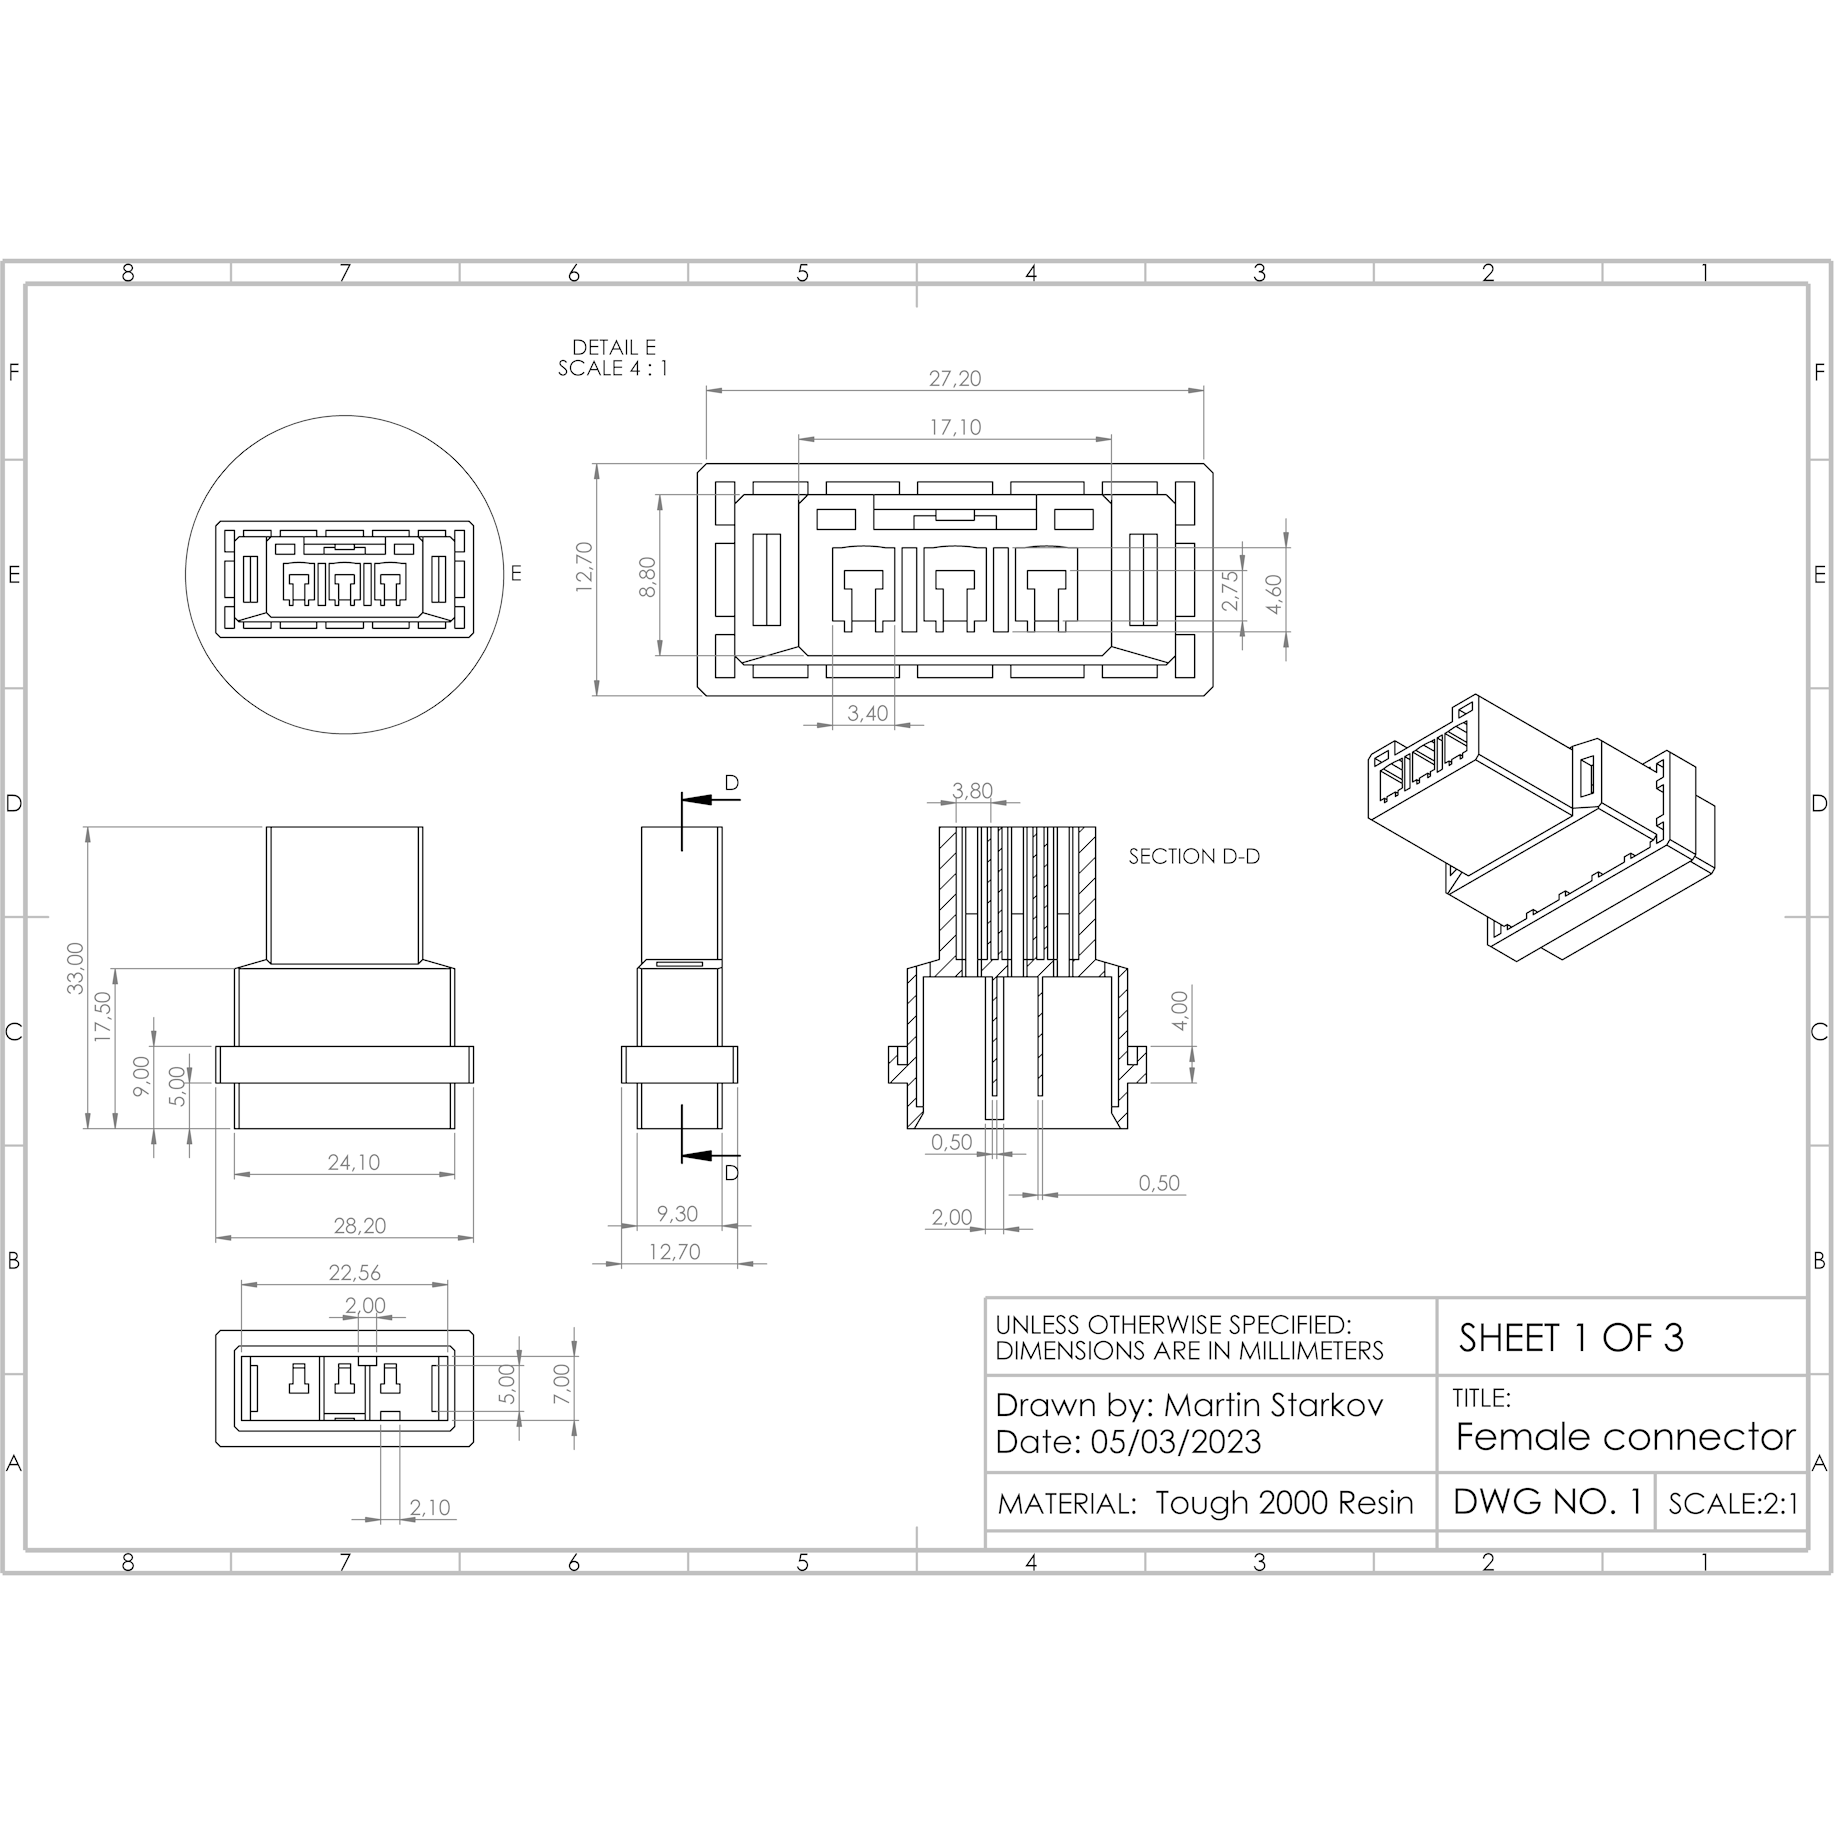 8 7 6 5 4 3 2 1
DETAIL E
SCALE 4 : 1
F
F
27,20
17,10
E
E
E
12,70
8,80
2,75
4,60
3,40
D
D
D
3,80
SECTION D-D
33,00
17,50
9,00
5,00
C
C
4,00
24,10
28,20
D
9,30
12,70
0,50
0,50
2,00
B
B
22,56
2,00
5,00
7,00
2,10
A
A
UNLESS OTHERWISE SPECIFIED:
DIMENSIONS ARE IN MILLIMETERS
SHEET 1 OF 3
Drawn by: Martin Starkov
Date: 05/03/2023
TITLE:
Female connector
MATERIAL: Tough 2000 Resin
DWG NO. 1
SCALE:2:1
8 7 6 5 4 3 2 1